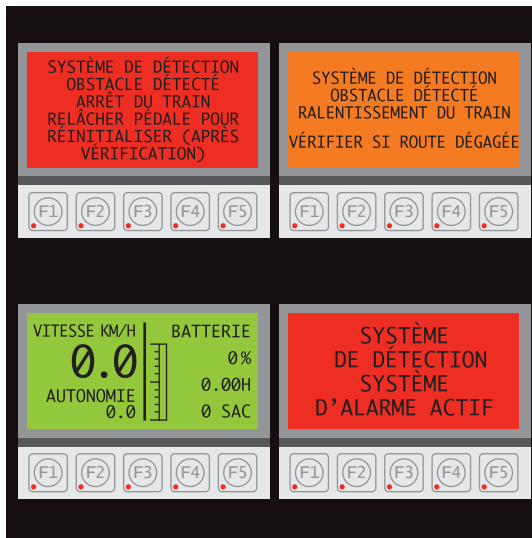 SYSTÈME DE DÉTECTION
OBSTACLE DÉTECTÉ
ARRÊT DU TRAIN
RELÂCHER PÉDALE POUR
RÉINITIALISER (APRÈS
VÉRIFICATION)
F1 F2 F3 F4 F5
SYSTÈME DE DÉTECTION
OBSTACLE DÉTECTÉ
RALENTISSEMENT DU TRAIN
VÉRIFIER SI ROUTE DÉGAGÉE
F1 F2 F3 F4 F5
VITESSE KM/H
0.0
AUTONOMIE
0.0
BATTERIE
0%
0.00H
0 SAC
F1 F2 F3 F4 F5
SYSTÈME
DE DÉTECTION
SYSTÈME
D'ALARME ACTIF
F1 F2 F3 F4 F5